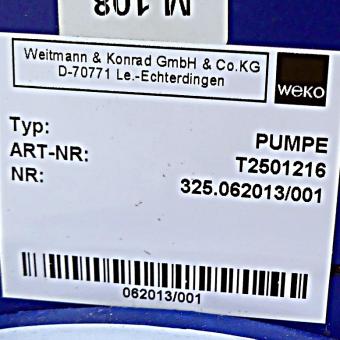 M 108
Weitmann & Konrad GmbH & Co.KG
D-70771 Le.-Echterdingen
weko
Typ: PUMPE
ART-NR: T2501216
NR: 325.062013/001
062013/001